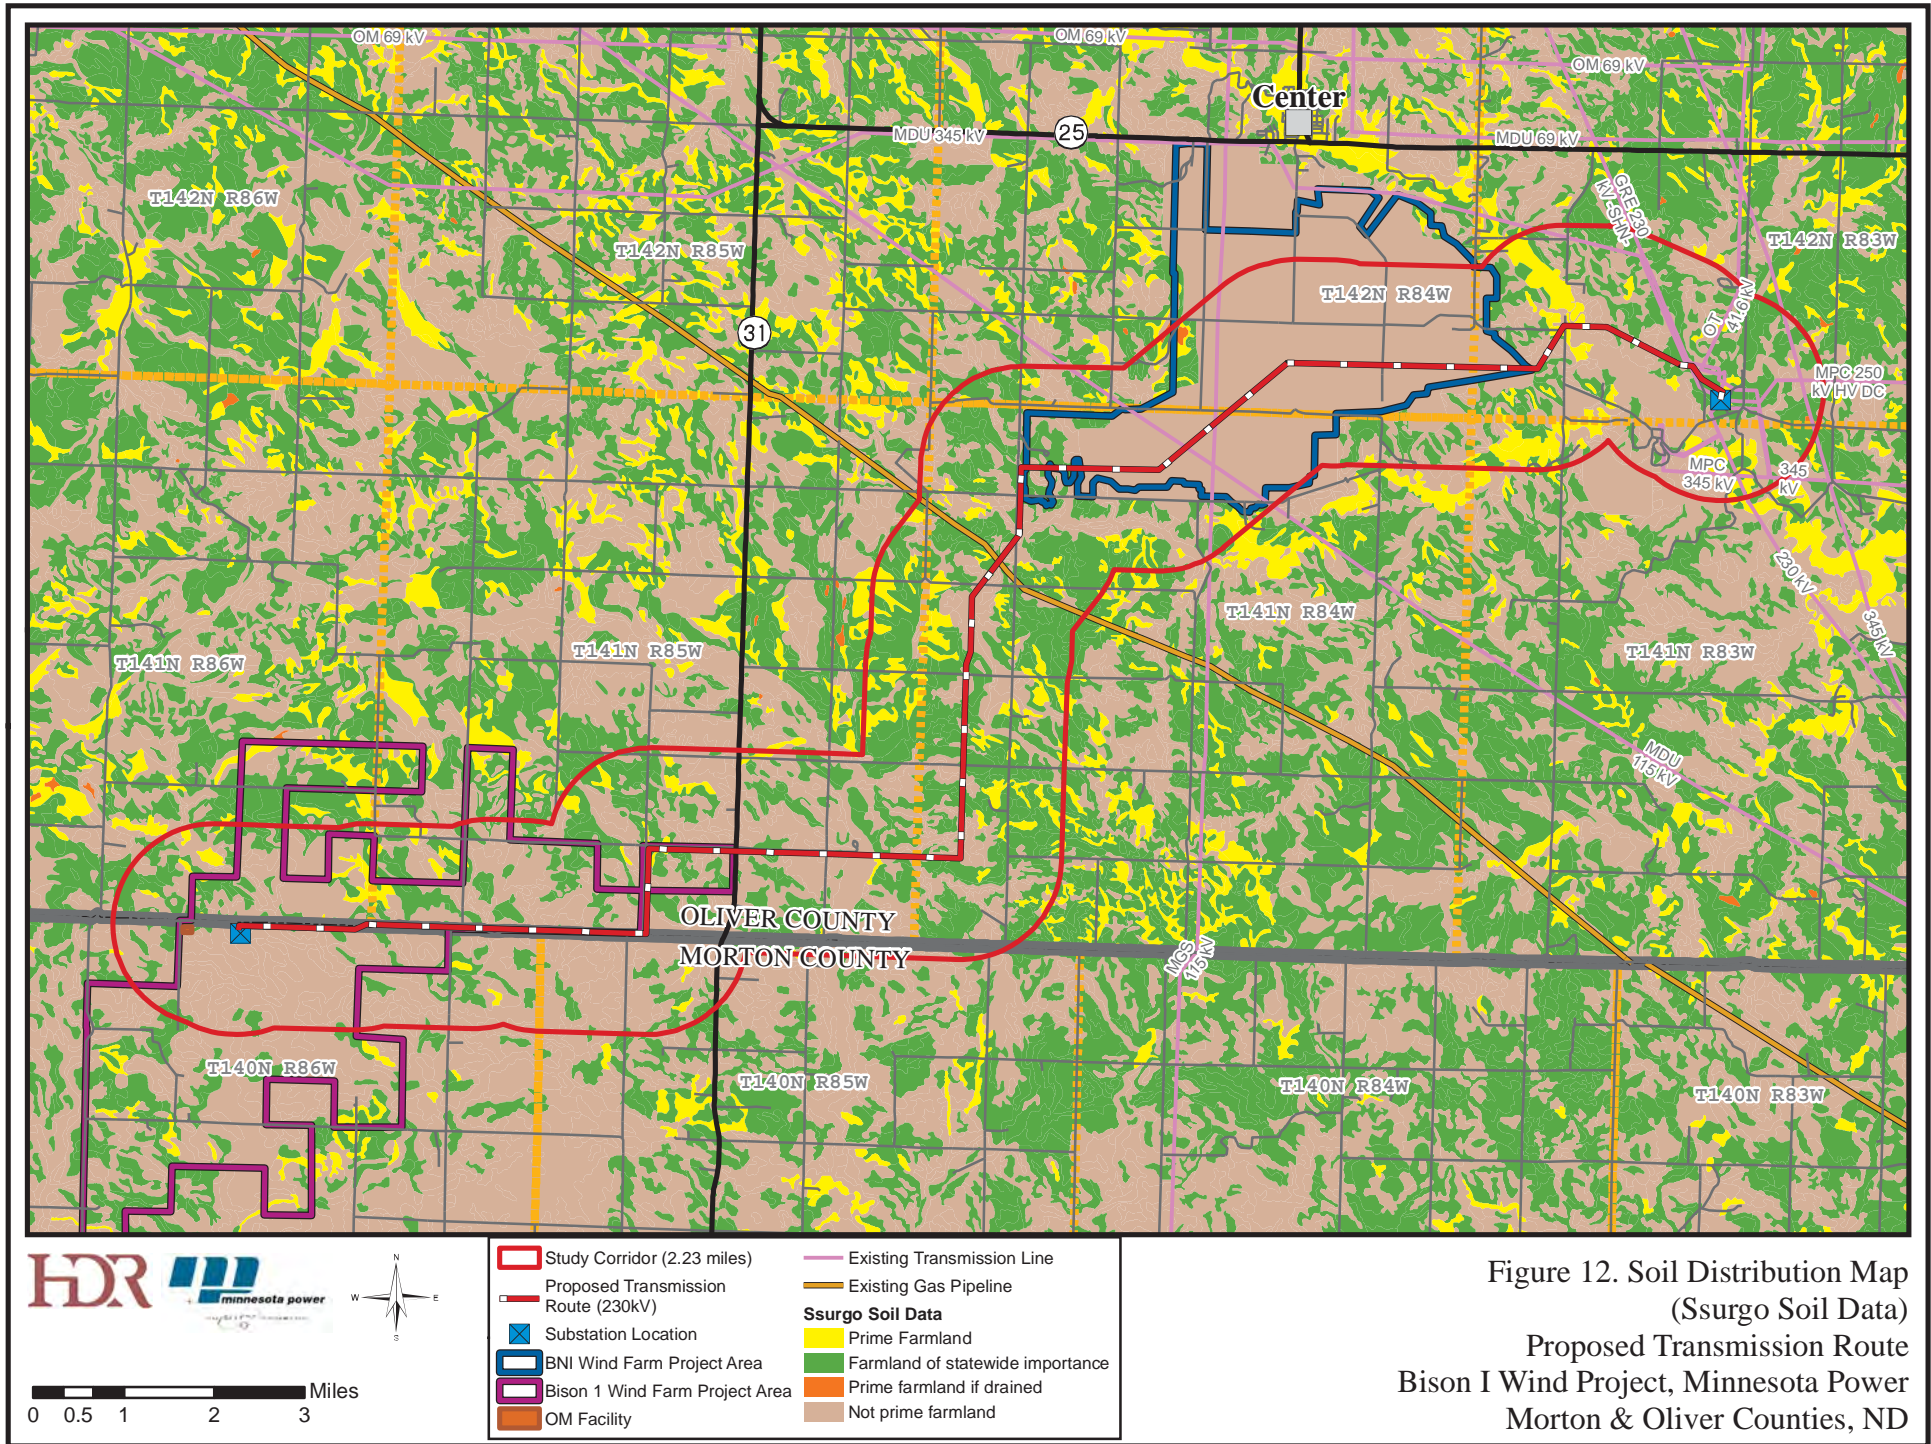 OM 69 kV
OM 69 kV
OM 69 kV
Center
25
MDU 345 kV
MDU 69 kV
T142N R86W
T142N R85W
GRE 230
kV -SHM-
T142N R83W
T142N R84W
OT
41.6 kV
31
MPC 250
kV HV DC
MPC
345 kV
345
kV
230 kV
345 kV
T141N R84W
T141N R86W
T141N R85W
T141N R83W
MDU
115 kV
OLIVER COUNTY
MORTON COUNTY
MGS
115 kV
T140N R86W
T140N R85W
T140N R84W
T140N R83W
HDR
minnesota power
N
W
E
S
Miles
0 0.5 1 2 3
Study Corridor (2.23 miles)
Proposed Transmission
Route (230kV)
Substation Location
BNI Wind Farm Project Area
Bison 1 Wind Farm Project Area
OM Facility
Existing Transmission Line
Existing Gas Pipeline
Ssurgo Soil Data
Prime Farmland
Farmland of statewide importance
Prime farmland if drained
Not prime farmland
Figure 12. Soil Distribution Map
(Ssurgo Soil Data)
Proposed Transmission Route
Bison I Wind Project, Minnesota Power
Morton & Oliver Counties, ND